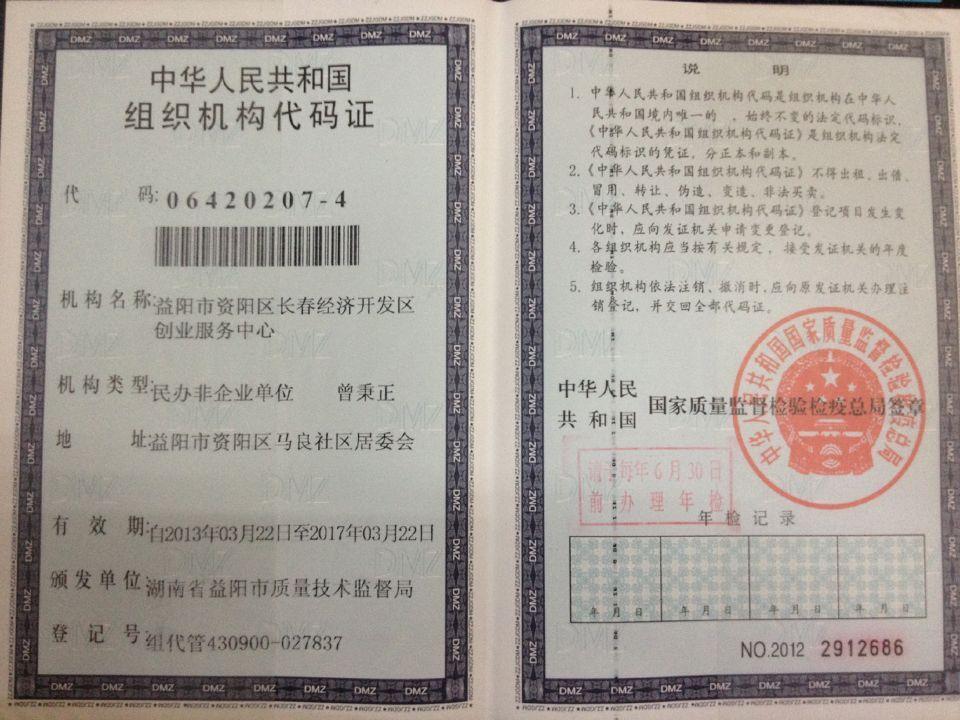 中华人民共和国
组织机构代码证
代 码: 06420207-4
机构名称: 益阳市资阳区长春经济开发区
创业服务中心
机构类型: 民办非企业单位 曾秉正
地 址: 益阳市资阳区马良社区居委会
有 效 期: 自2013年03月22日至2017年03月22日
颁发单位: 湖南省益阳市质量技术监督局
登 记 号: 组代管430900-027837
说 明
1. 中华人民共和国组织机构代码是组织机构在中华人
民共和国境内唯一的 、始终不变的法定代码标识,
《中华人民共和国组织机构代码证》是组织机构法定
代码标识的凭证,分正本和副本。
2. 《中华人民共和国组织机构代码证》不得出租、出借、
冒用、转让、伪造、变造、非法买卖。
3. 《中华人民共和国组织机构代码证》登记项目发生变
化时,应向发证机关申请变更登记。
4. 各组织机构应当按有关规定,接受发证机关的年度
检验。
5. 组织机构依法注销、撤消时,应向原发证机关办理注
销登记,并交回全部代码证。
中华人民
共和国 国家质量监督检验检疫总局签章
中华人民共和国国家质量监督检验检疫总局
请于每年6月30日
前办理年检
年检记录
年 月 日 年 月 日 年 月 日 年 月 日
NO.2012 2912686